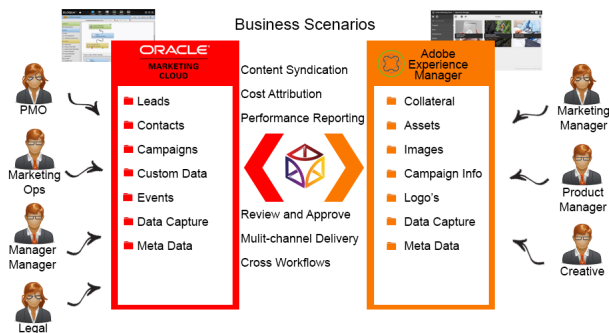 Business Scenarios
ORACLE
MARKETING
CLOUD
Leads
Contacts
Campaigns
Custom Data
Events
Data Capture
Meta Data
Content Syndication
Cost Attribution
Performance Reporting
Review and Approve
Mulit-channel Delivery
Cross Workflows
Adobe
Experience
Manager
Collateral
Assets
Images
Campaign Info
Logo's
Data Capture
Meta Data
PMO
Marketing
Ops
Manager
Manager
Legal
Marketing
Manager
Product
Manager
Creative